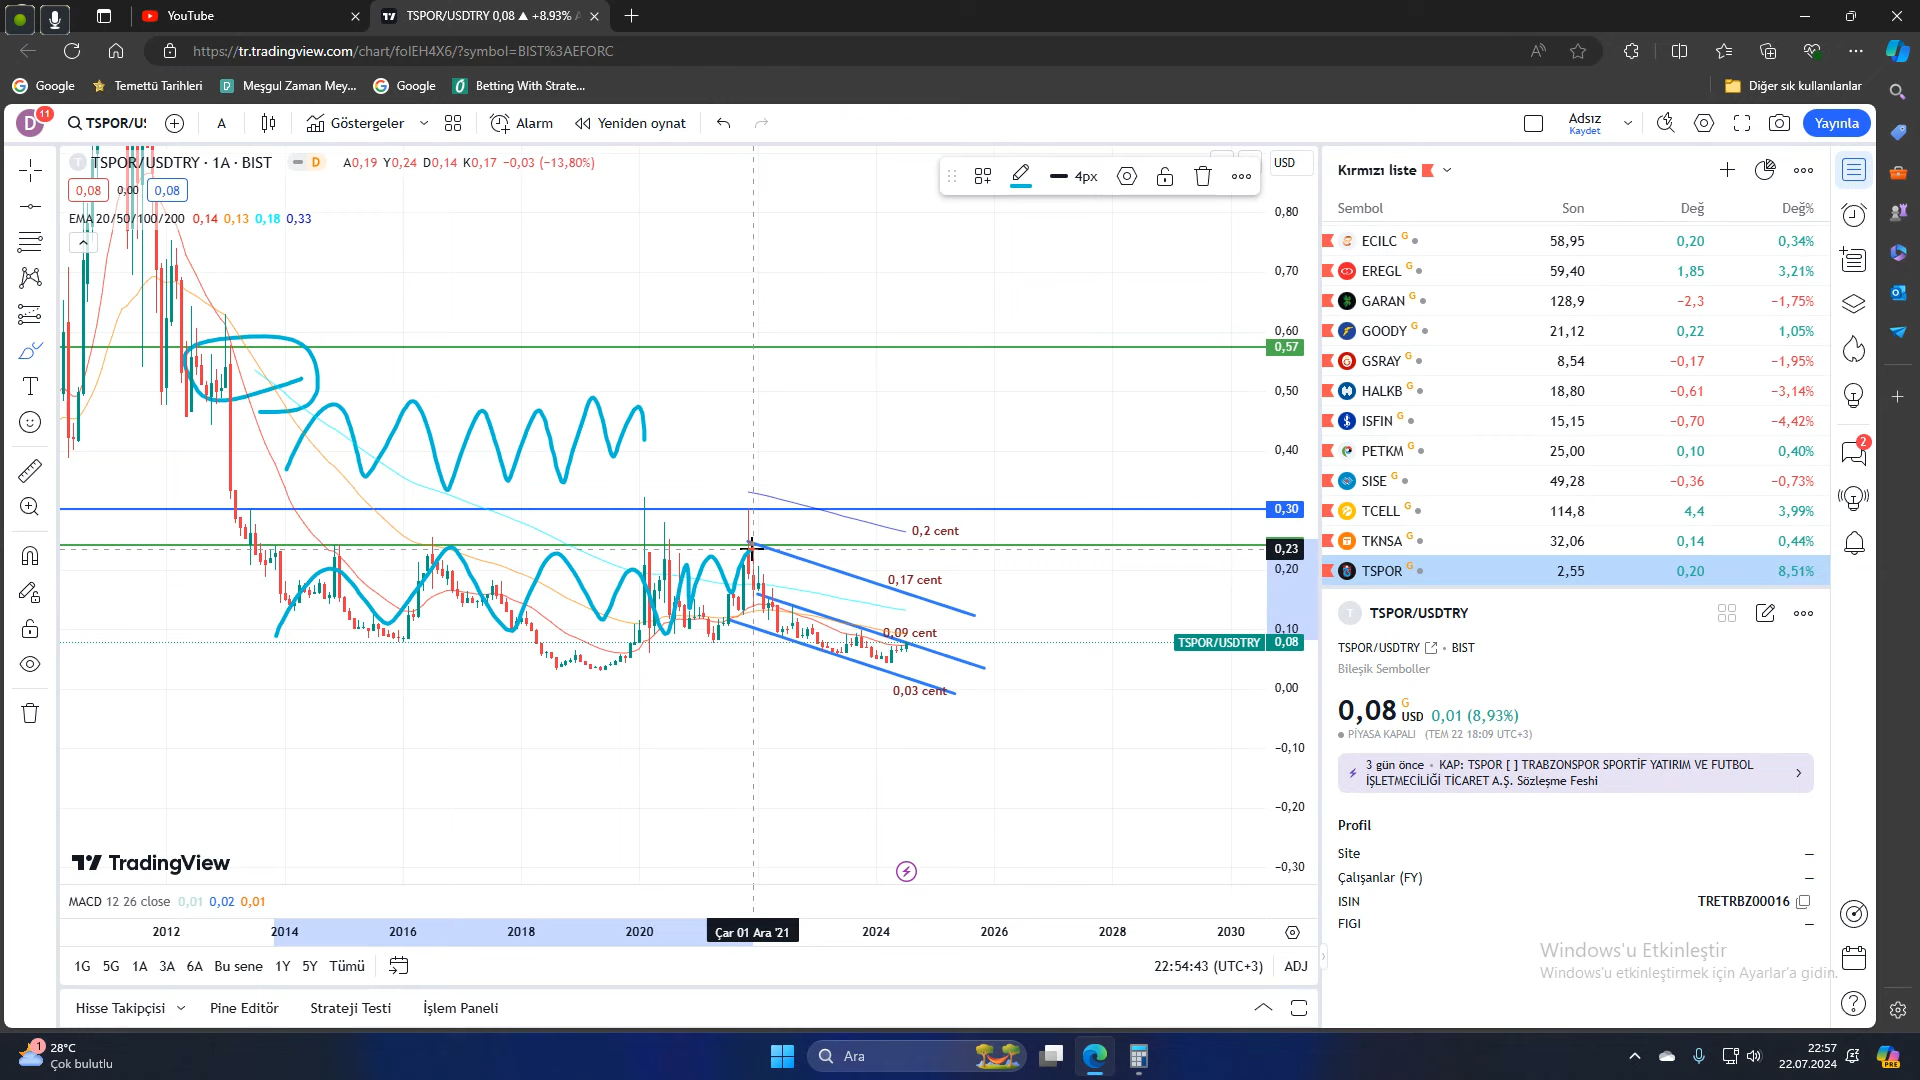 YouTube
TSPOR/USDTRY 0,08 ▲ +8.93%
https://tr.tradingview.com/chart/folEH4X6/?symbol=BIST%3AEFORC
Google
Temettü Tarihleri
Meşgul Zaman Mey...
Google
Betting With Strate...
Diğer sık kullanılanlar
D
11
TSPOR/U
Göstergeler
Alarm
Yeniden oynat
Adsız
Kaydet
Yayınla
TSPOR/USDTRY · 1A · BIST
D
A0,19 Y0,24 D0,14 K0,17 −0,03 (−13,80%)
0,08
0,00
0,08
EMA 20/50/100/200 0,14 0,13 0,18 0,33
4px
USD
0,80
0,70
0,60
0,57
0,50
0,40
0,30
0,23
0,20
0,10
TSPOR/USDTRY 0,08
0,00
−0,10
−0,20
−0,30
0,2 cent
0,17 cent
0,09 cent
0,03 cent
TradingView
MACD 12 26 close 0,01 0,02 0,01
2012
2014
2016
2018
2020
Çar 01 Ara '21
2024
2026
2028
2030
1G 5G 1A 3A 6A Bu sene 1Y 5Y Tümü
22:54:43 (UTC+3)
ADJ
Hisse Takipçisi
Pine Editör
Strateji Testi
İşlem Paneli
Kırmızı liste
Sembol Son Değ Değ%
ECILC G 58,95 0,20 0,34%
EREGL G 59,40 1,85 3,21%
GARAN G 128,9 −2,3 −1,75%
GOODY G 21,12 0,22 1,05%
GSRAY G 8,54 −0,17 −1,95%
HALKB G 18,80 −0,61 −3,14%
ISFIN G 15,15 −0,70 −4,42%
PETKM G 25,00 0,10 0,40%
SISE G 49,28 −0,36 −0,73%
TCELL G 114,8 4,4 3,99%
TKNSA G 32,06 0,14 0,44%
TSPOR G 2,55 0,20 8,51%
2
T
TSPOR/USDTRY
TSPOR/USDTRY • BIST
Bileşik Semboller
0,08 G USD 0,01 (8,93%)
PİYASA KAPALI (TEM 22 18:09 UTC+3)
3 gün önce • KAP: TSPOR [ ] TRABZONSPOR SPORTİF YATIRIM VE FUTBOL
İŞLETMECİLİĞİ TİCARET A.Ş. Sözleşme Feshi
Profil
Site –
Çalışanlar (FY) –
ISIN TRETRBZ00016
FIGI –
Windows'u Etkinleştir
Windows'u etkinleştirmek için Ayarlar'a gidin.
1
28°C
Çok bulutlu
Ara
22:57
22.07.2024
PRE